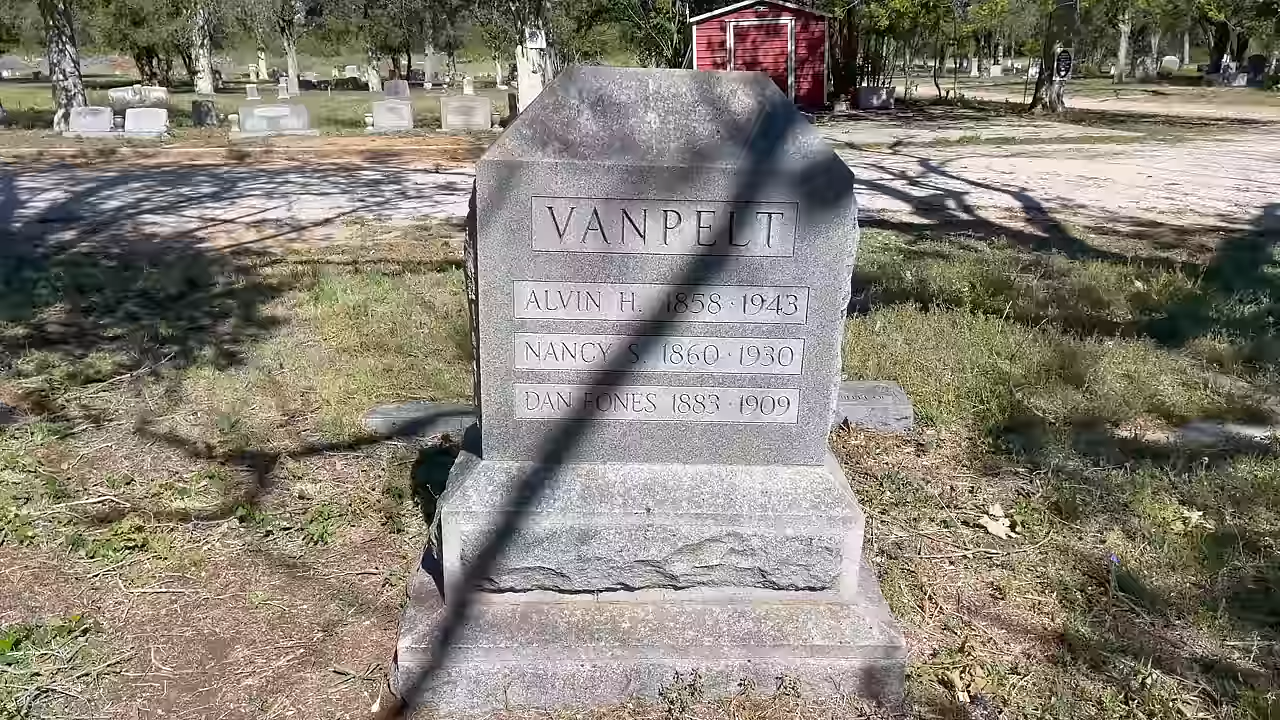 VANPELT
ALVIN H. 1858 · 1943
NANCY S. 1860 · 1930
DAN FONES 1883 · 1909